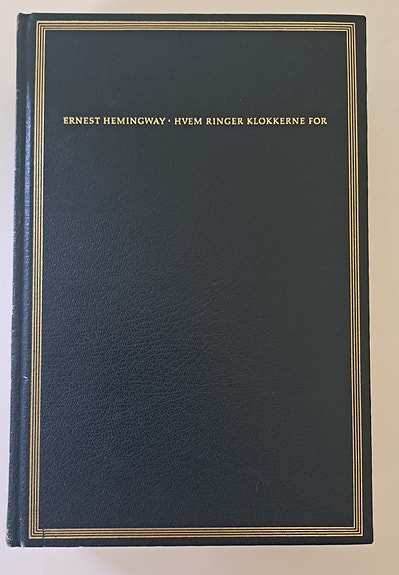 ERNEST HEMINGWAY · HVEM RINGER KLOKKERNE FOR